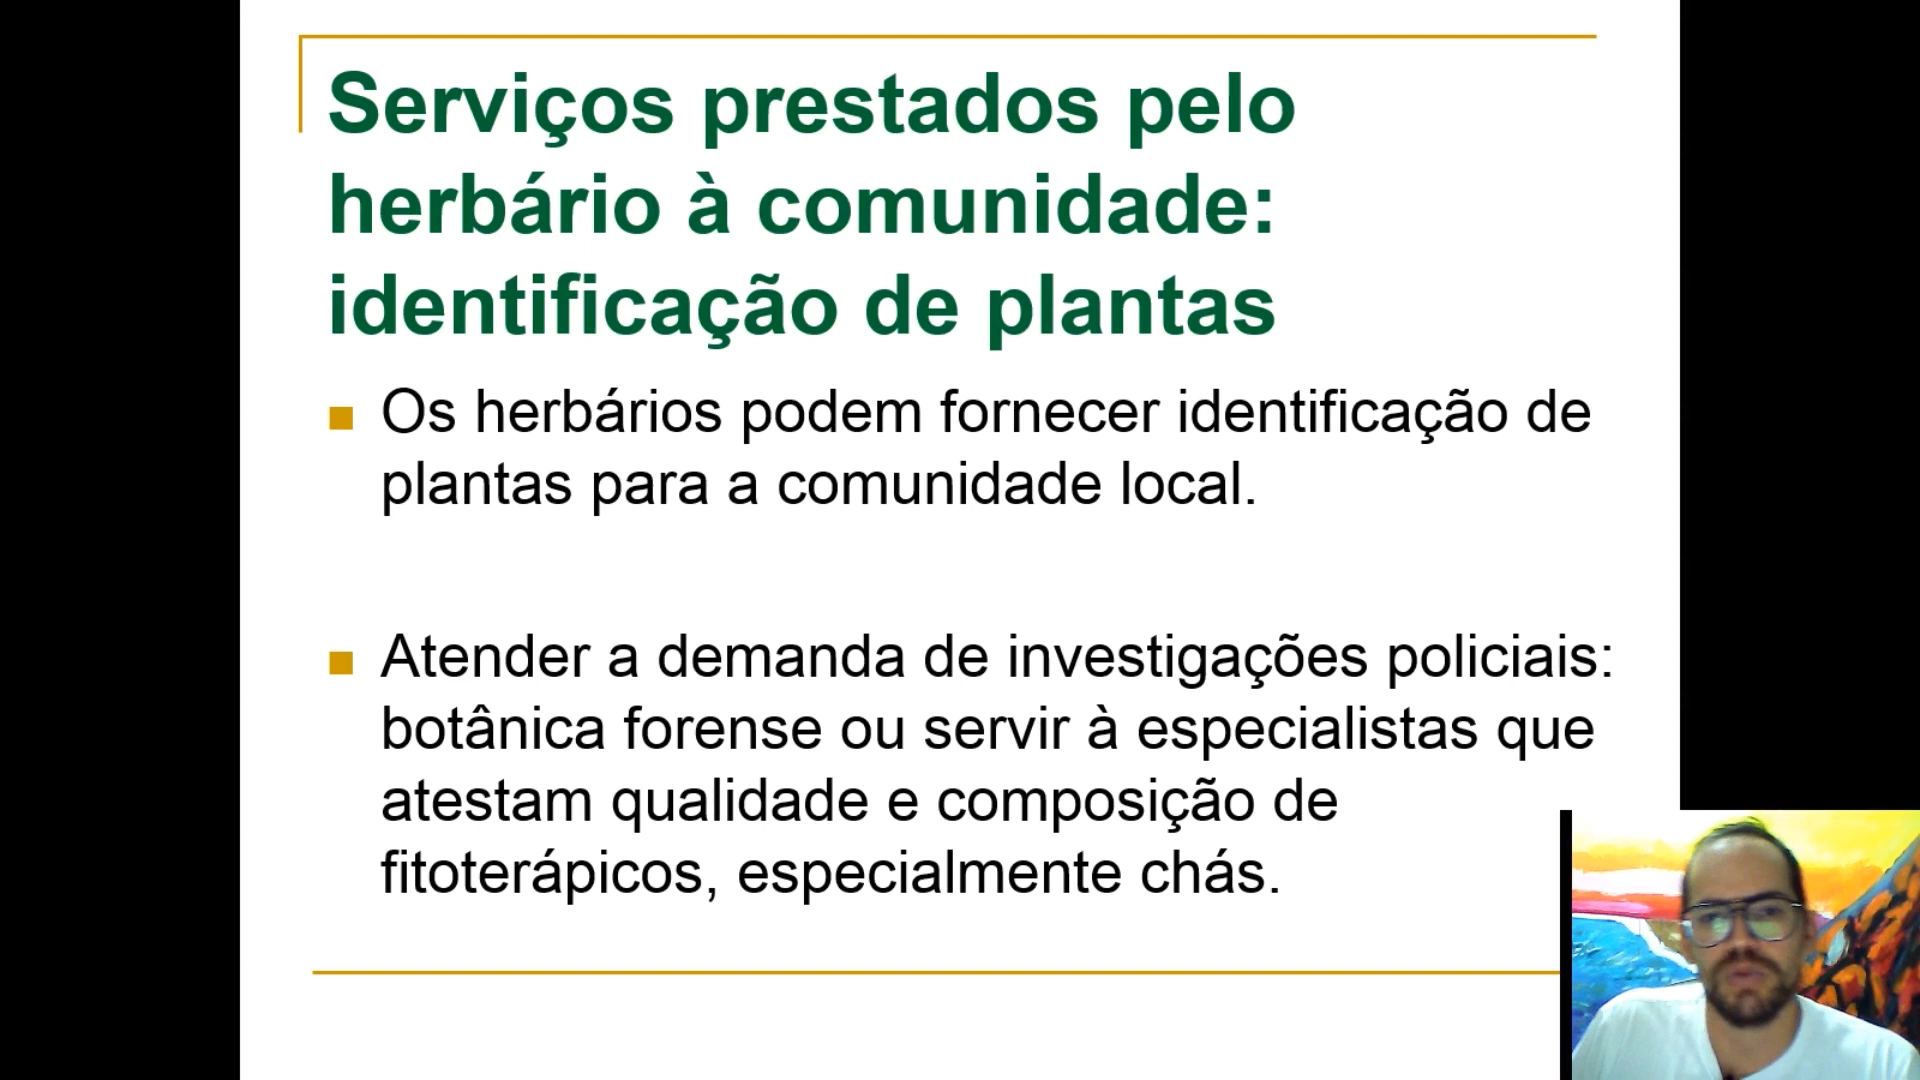 Serviços prestados pelo
herbário à comunidade:
identificação de plantas
Os herbários podem fornecer identificação de
plantas para a comunidade local.
Atender a demanda de investigações policiais:
botânica forense ou servir à especialistas que
atestam qualidade e composição de
fitoterápicos, especialmente chás.